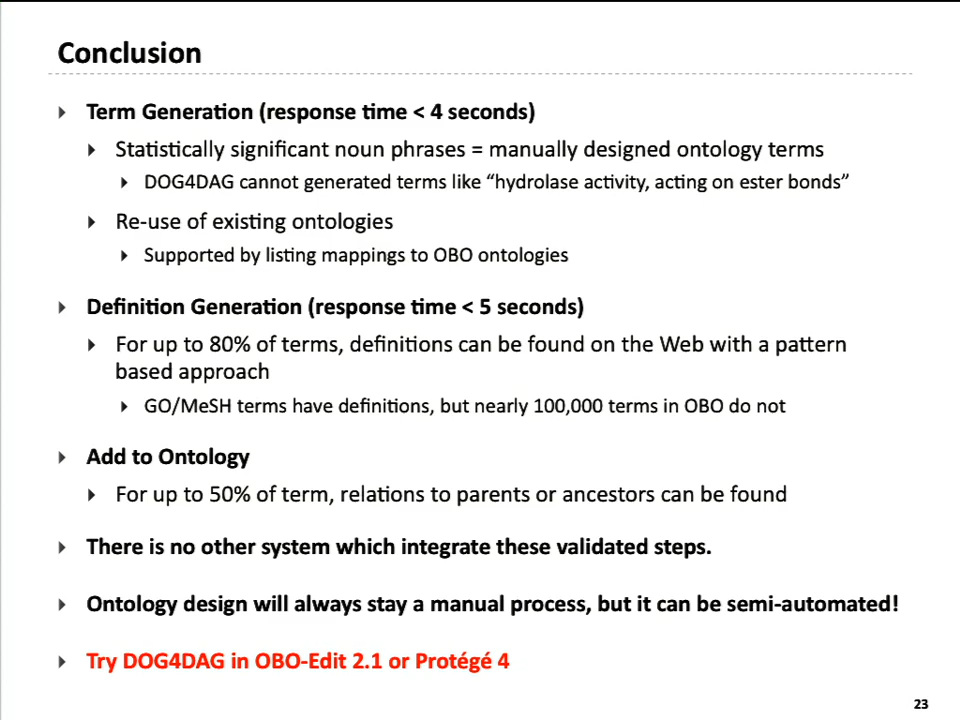 Conclusion
Term Generation (response time < 4 seconds)
Statistically significant noun phrases = manually designed ontology terms
DOG4DAG cannot generated terms like “hydrolase activity, acting on ester bonds”
Re-use of existing ontologies
Supported by listing mappings to OBO ontologies
Definition Generation (response time < 5 seconds)
For up to 80% of terms, definitions can be found on the Web with a pattern
based approach
GO/MeSH terms have definitions, but nearly 100,000 terms in OBO do not
Add to Ontology
For up to 50% of term, relations to parents or ancestors can be found
There is no other system which integrate these validated steps.
Ontology design will always stay a manual process, but it can be semi-automated!
Try DOG4DAG in OBO-Edit 2.1 or Protégé 4
23